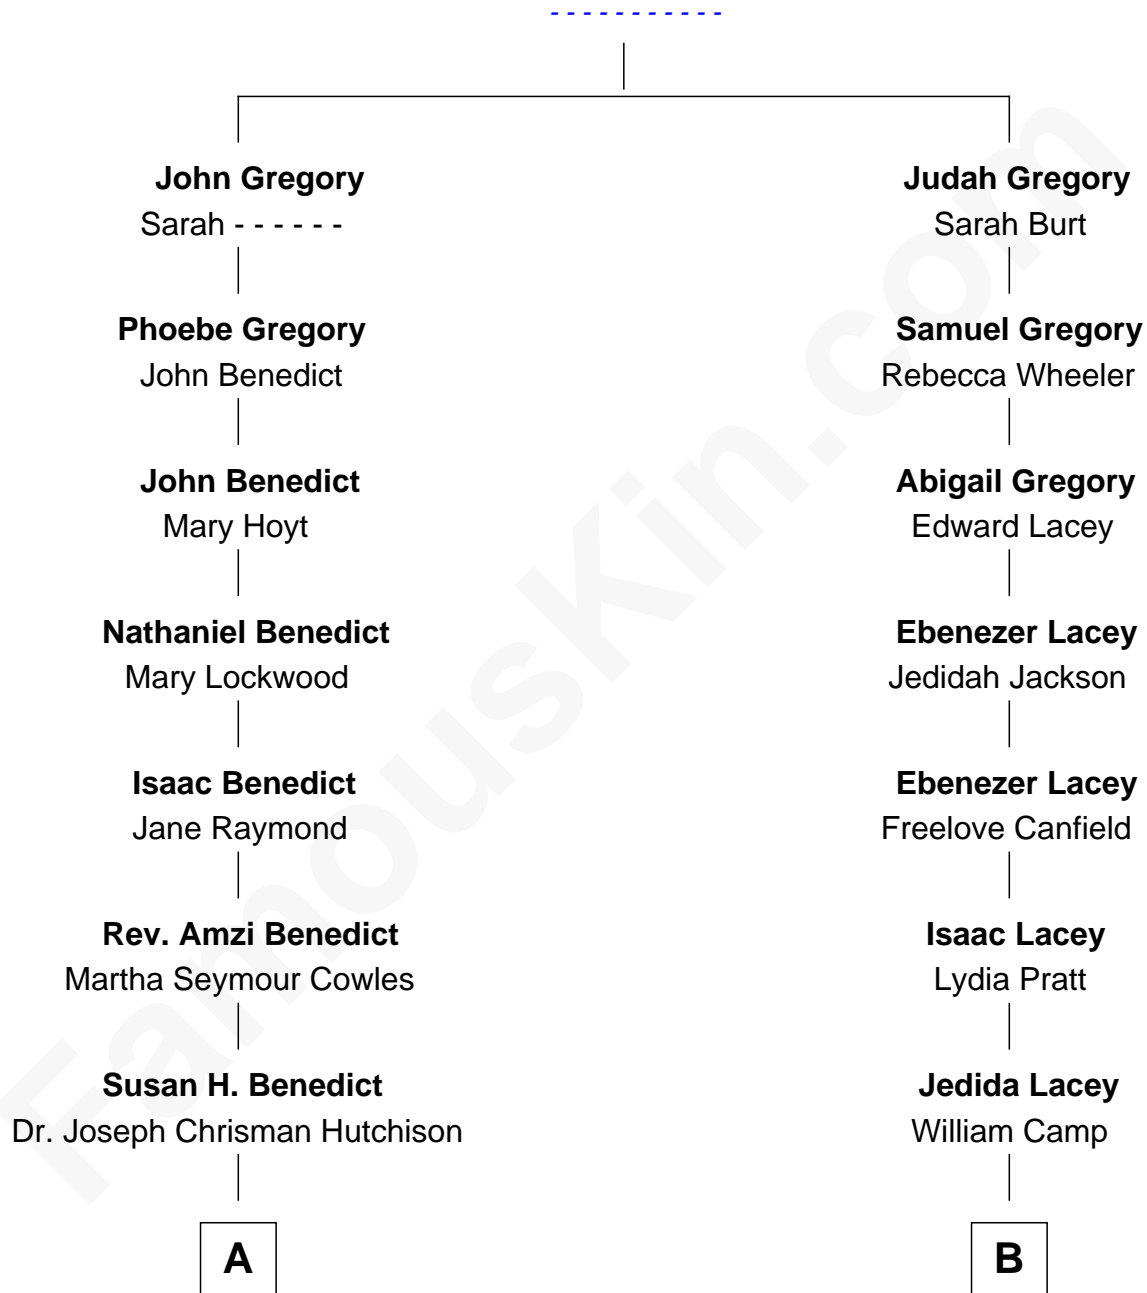 - - - - - - - - - - -
John Gregory
Sarah - - - - - -
Judah Gregory
Sarah Burt
Phoebe Gregory
John Benedict
Samuel Gregory
Rebecca Wheeler
John Benedict
Mary Hoyt
Abigail Gregory
Edward Lacey
Nathaniel Benedict
Mary Lockwood
Ebenezer Lacey
Jedidah Jackson
Isaac Benedict
Jane Raymond
Ebenezer Lacey
Freelove Canfield
Rev. Amzi Benedict
Martha Seymour Cowles
Isaac Lacey
Lydia Pratt
Susan H. Benedict
Dr. Joseph Chrisman Hutchison
Jedida Lacey
William Camp
A
B
FamousKin.com